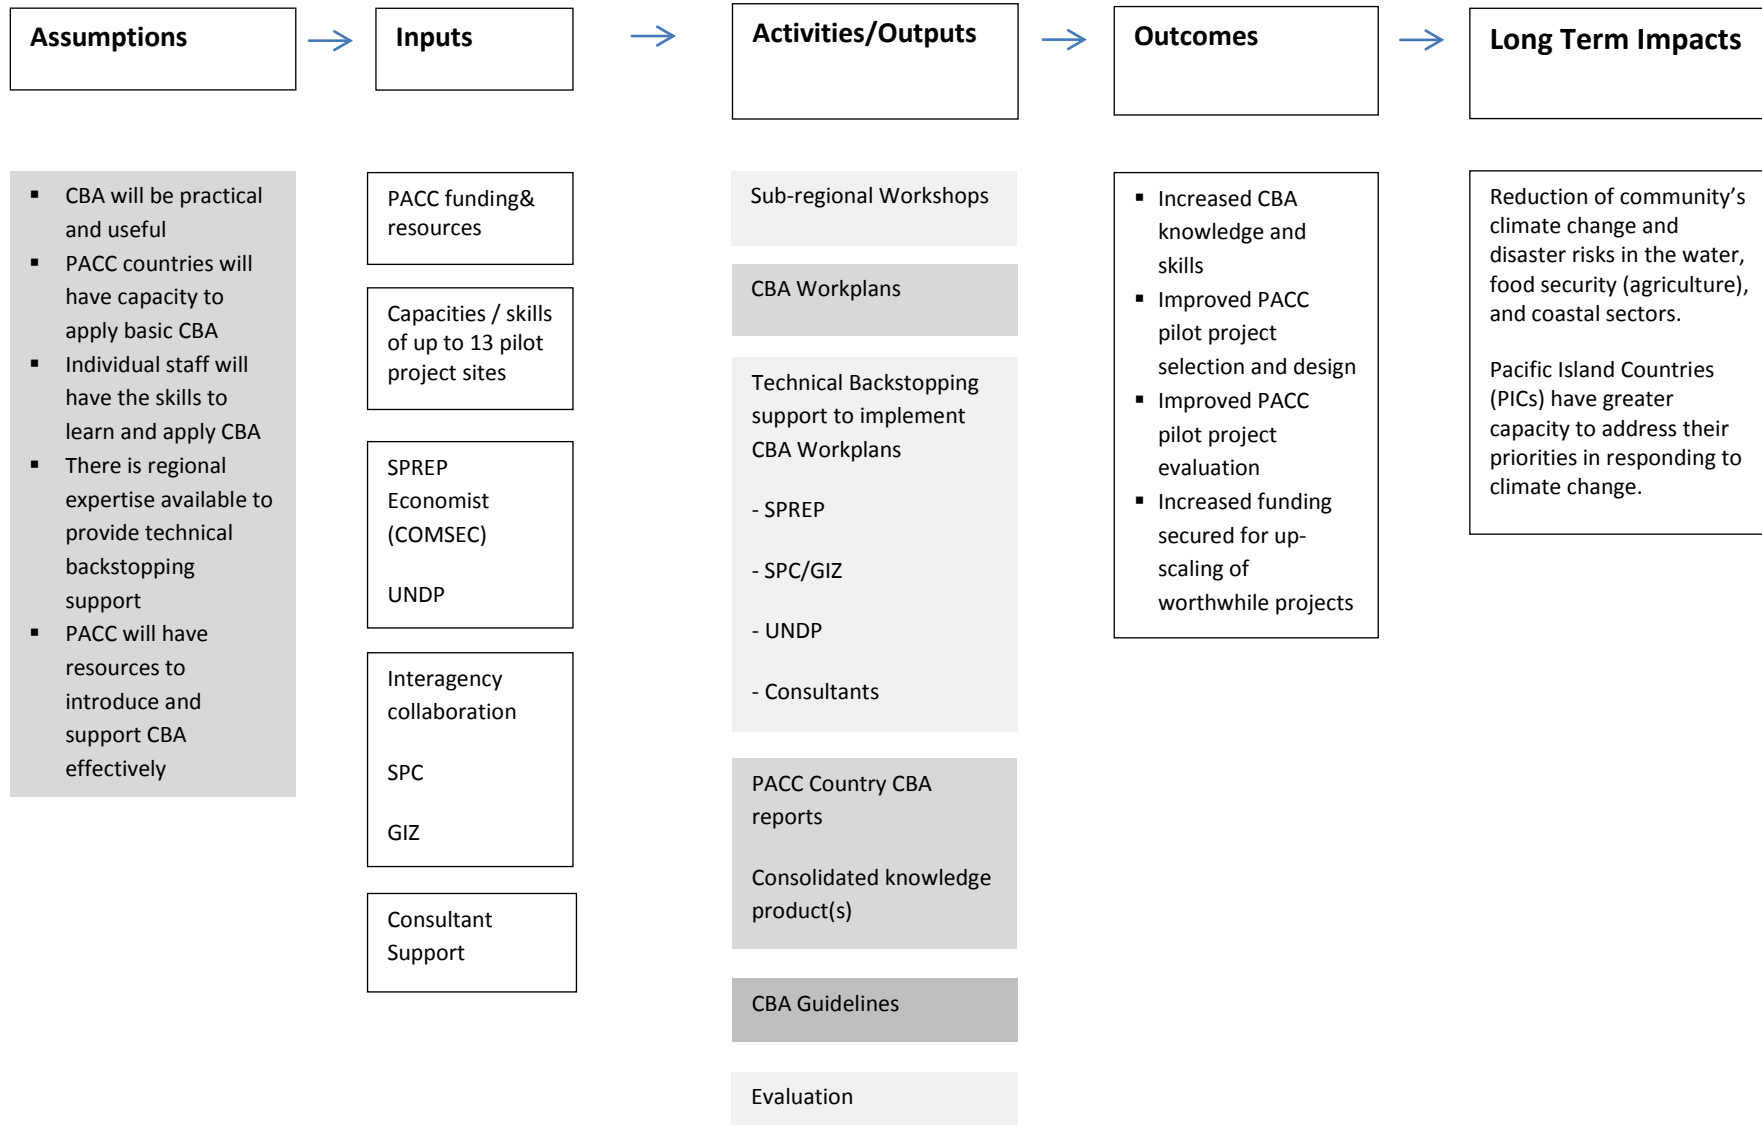 Assumptions
Inputs
Activities/Outputs
Outcomes
Long Term Impacts
▪ CBA will be practical
and useful
▪ PACC countries will
have capacity to
apply basic CBA
▪ Individual staff will
have the skills to
learn and apply CBA
▪ There is regional
expertise available to
provide technical
backstopping
support
▪ PACC will have
resources to
introduce and
support CBA
effectively
PACC funding&
resources
Capacities / skills
of up to 13 pilot
project sites
SPREP
Economist
(COMSEC)
UNDP
Interagency
collaboration
SPC
GIZ
Consultant
Support
Sub-regional Workshops
CBA Workplans
Technical Backstopping
support to implement
CBA Workplans
- SPREP
- SPC/GIZ
- UNDP
- Consultants
PACC Country CBA
reports
Consolidated knowledge
product(s)
CBA Guidelines
Evaluation
▪ Increased CBA
knowledge and
skills
▪ Improved PACC
pilot project
selection and design
▪ Improved PACC
pilot project
evaluation
▪ Increased funding
secured for up-
scaling of
worthwhile projects
Reduction of community’s
climate change and
disaster risks in the water,
food security (agriculture),
and coastal sectors.
Pacific Island Countries
(PICs) have greater
capacity to address their
priorities in responding to
climate change.